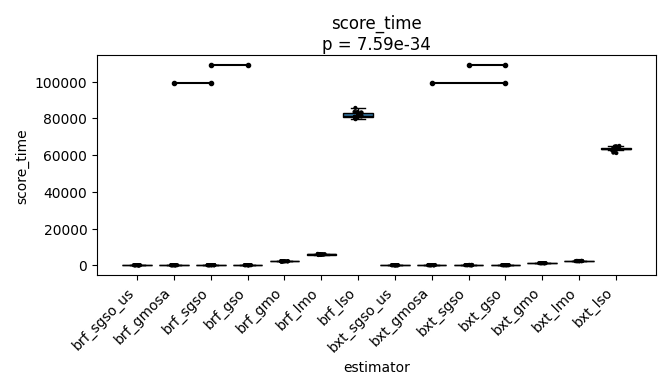 score_time
p = 7.59e-34
100000
80000
60000
40000
20000
0
score_time
brf_sgso_us
brf_gmosa
brf_sgso
brf_gso
brf_gmo
brf_lmo
brf_lso
bxt_sgso_us
bxt_gmosa
bxt_sgso
bxt_gso
bxt_gmo
bxt_lmo
bxt_lso
estimator